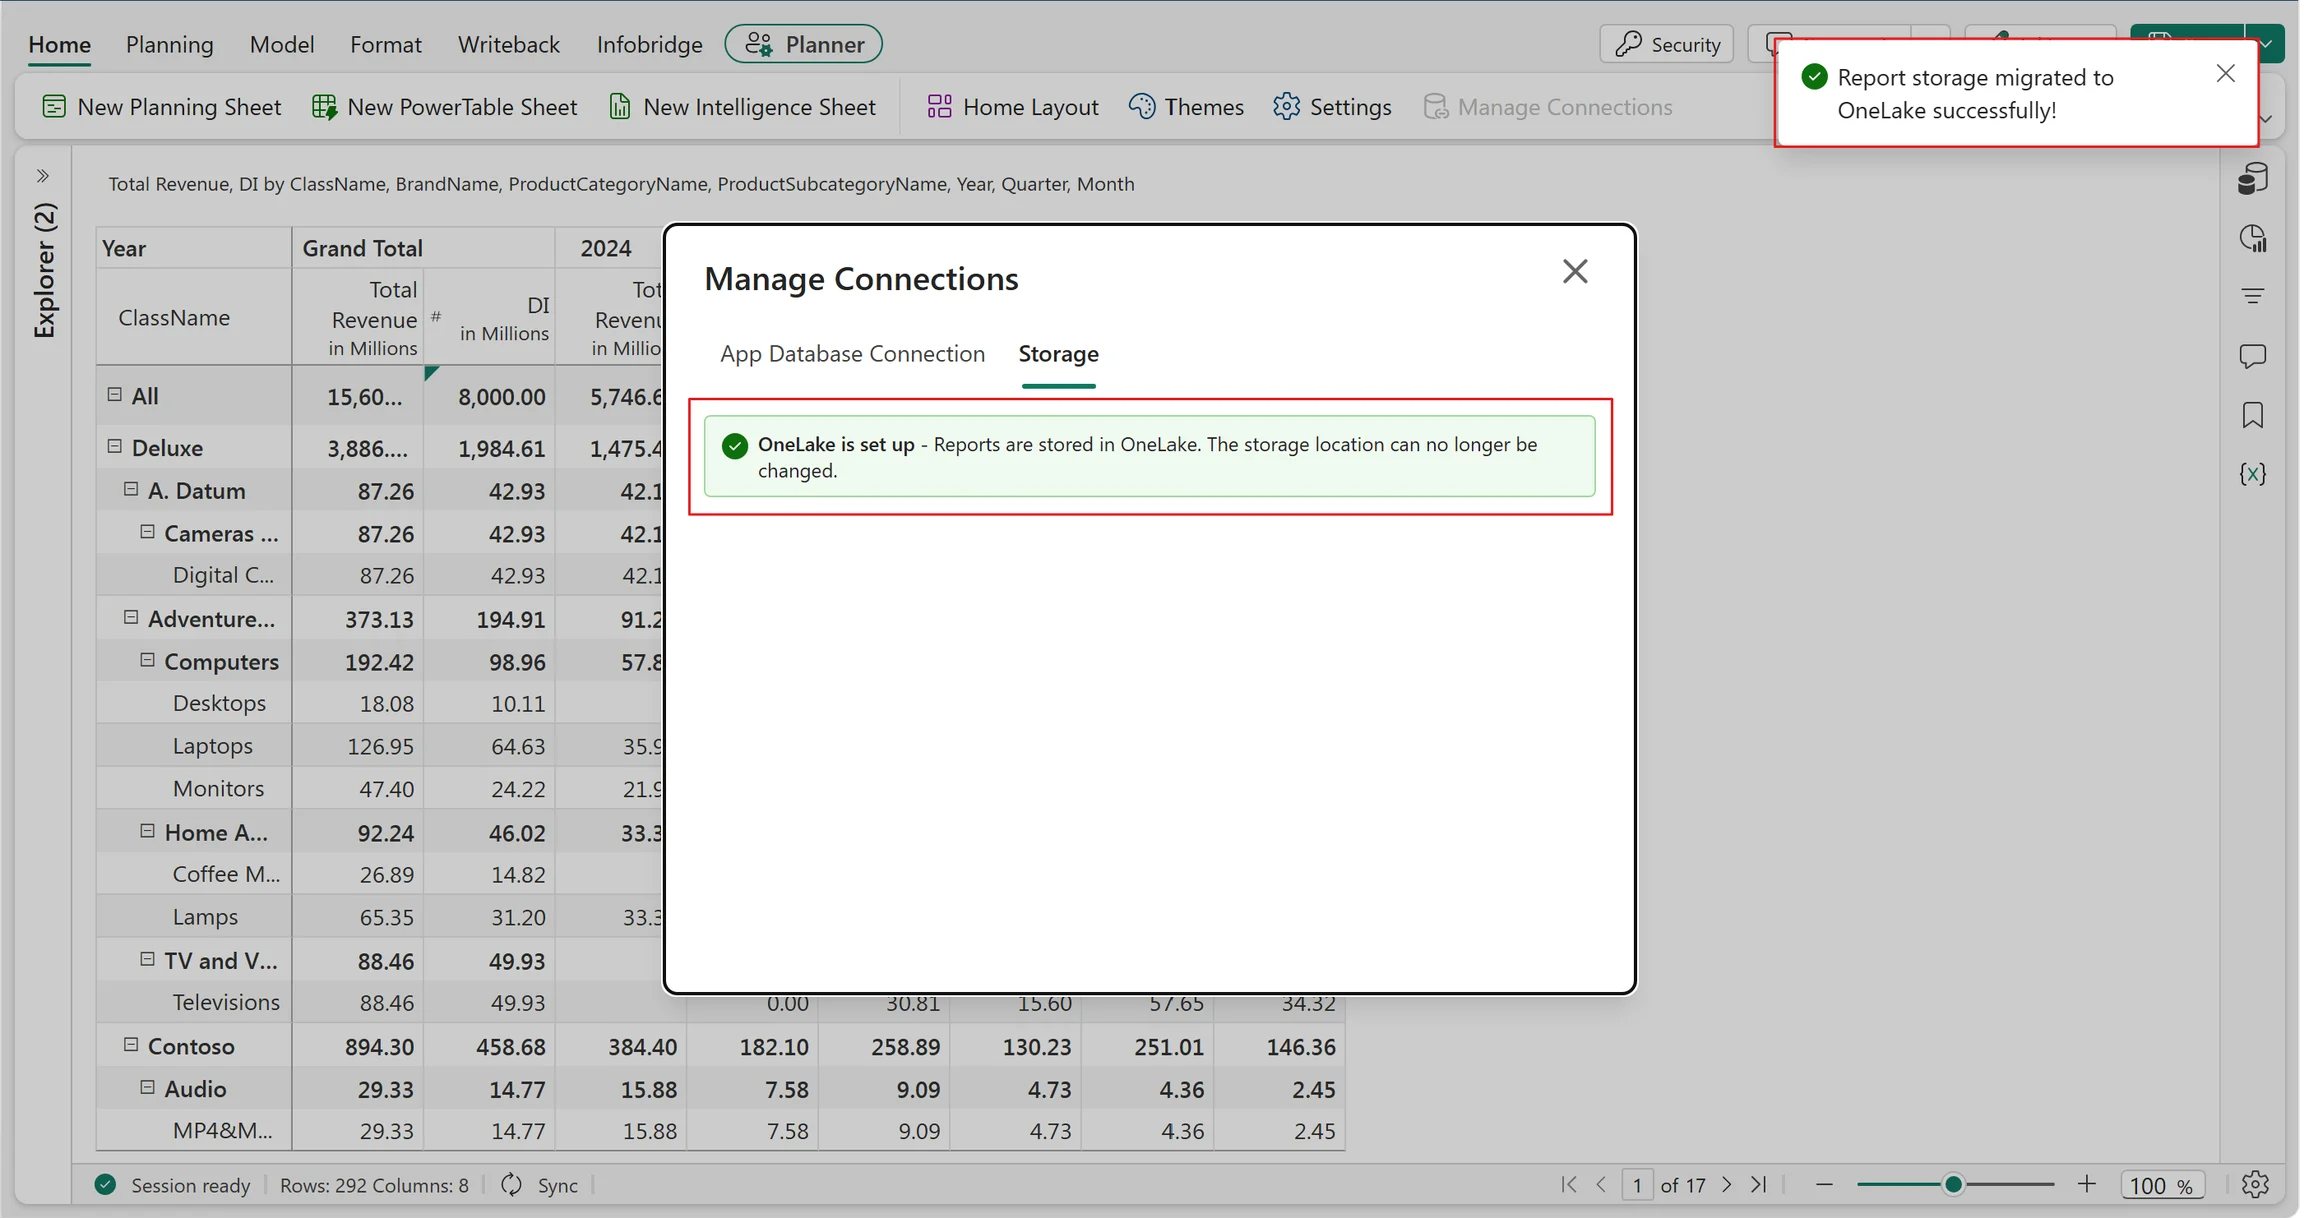 Home Planning Model Format Writeback Infobridge Planner Security
New Planning Sheet New PowerTable Sheet New Intelligence Sheet Home Layout Themes Settings Manage Connections
Report storage migrated to
OneLake successfully!
Explorer (2)
Total Revenue, DI by ClassName, BrandName, ProductCategoryName, ProductSubcategoryName, Year, Quarter, Month
Year Grand Total 2024
ClassName
Total
Revenue
in Millions
#
DI
in Millions
All 15,60... 8,000.00
Deluxe 3,886.... 1,984.61
A. Datum 87.26 42.93
Cameras ... 87.26 42.93
Digital C... 87.26 42.93
Adventure... 373.13 194.91
Computers 192.42 98.96
Desktops 18.08 10.11
Laptops 126.95 64.63
Monitors 47.40 24.22
Home A... 92.24 46.02
Coffee M... 26.89 14.82
Lamps 65.35 31.20
TV and V... 88.46 49.93
Televisions 88.46 49.93 0.00 30.81 15.60 57.65 34.32
Contoso 894.30 458.68 384.40 182.10 258.89 130.23 251.01 146.36
Audio 29.33 14.77 15.88 7.58 9.09 4.73 4.36 2.45
MP4&M... 29.33 14.77 15.88 7.58 9.09 4.73 4.36 2.45
Manage Connections
App Database Connection Storage
OneLake is set up - Reports are stored in OneLake. The storage location can no longer be
changed.
Session ready Rows: 292 Columns: 8 Sync 1 of 17 100 %